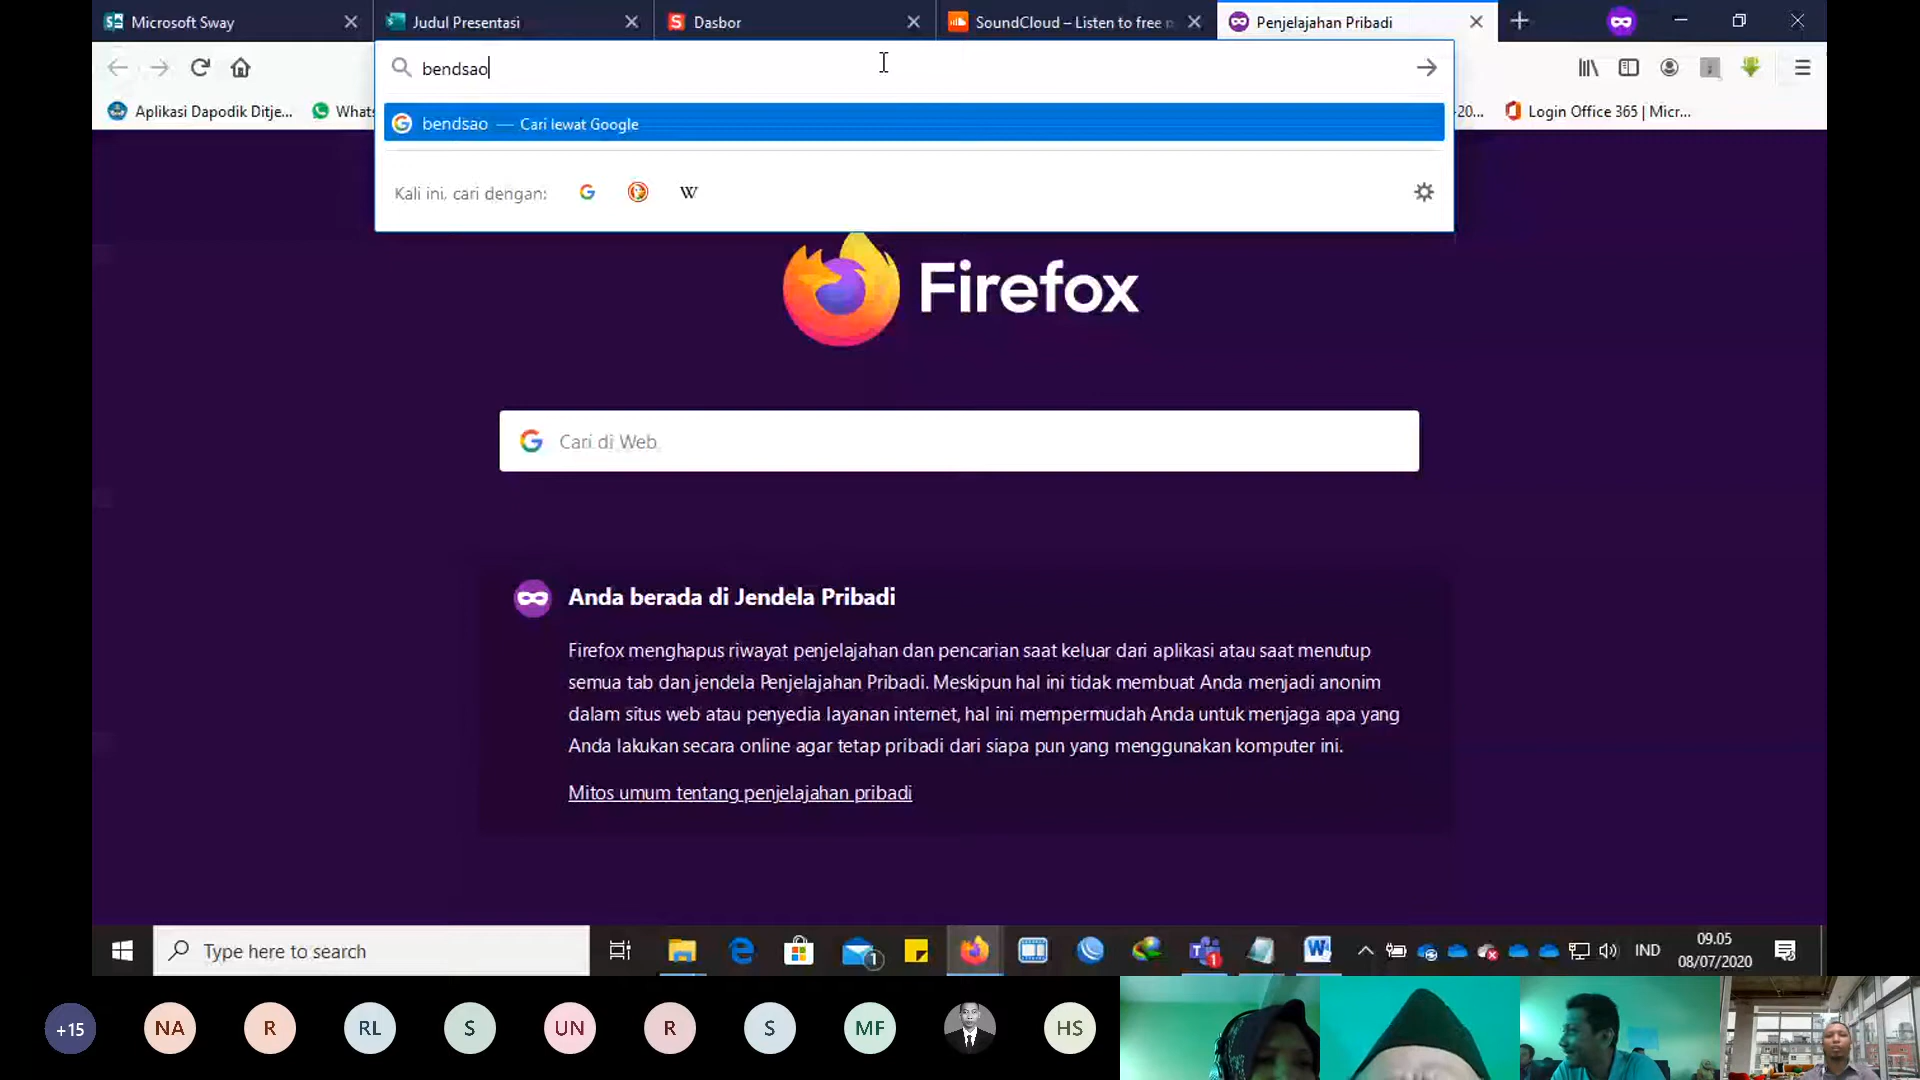 Microsoft Sway
Judul Presentasi
Dasbor
SoundCloud – Listen to free
Penjelajahan Pribadi
bendsao
Aplikasi Dapodik Ditje...
Login Office 365 | Micr...
bendsao — Cari lewat Google
Kali ini, cari dengan:
W
Firefox
Cari di Web
Anda berada di Jendela Pribadi
Firefox menghapus riwayat penjelajahan dan pencarian saat keluar dari aplikasi atau saat menutup
semua tab dan jendela Penjelajahan Pribadi. Meskipun hal ini tidak membuat Anda menjadi anonim
dalam situs web atau penyedia layanan internet, hal ini mempermudah Anda untuk menjaga apa yang
Anda lakukan secara online agar tetap pribadi dari siapa pun yang menggunakan komputer ini.
Mitos umum tentang penjelajahan pribadi
Type here to search
1
1
IND
09.05
08/07/2020
+15
NA
R
RL
S
UN
R
S
MF
HS